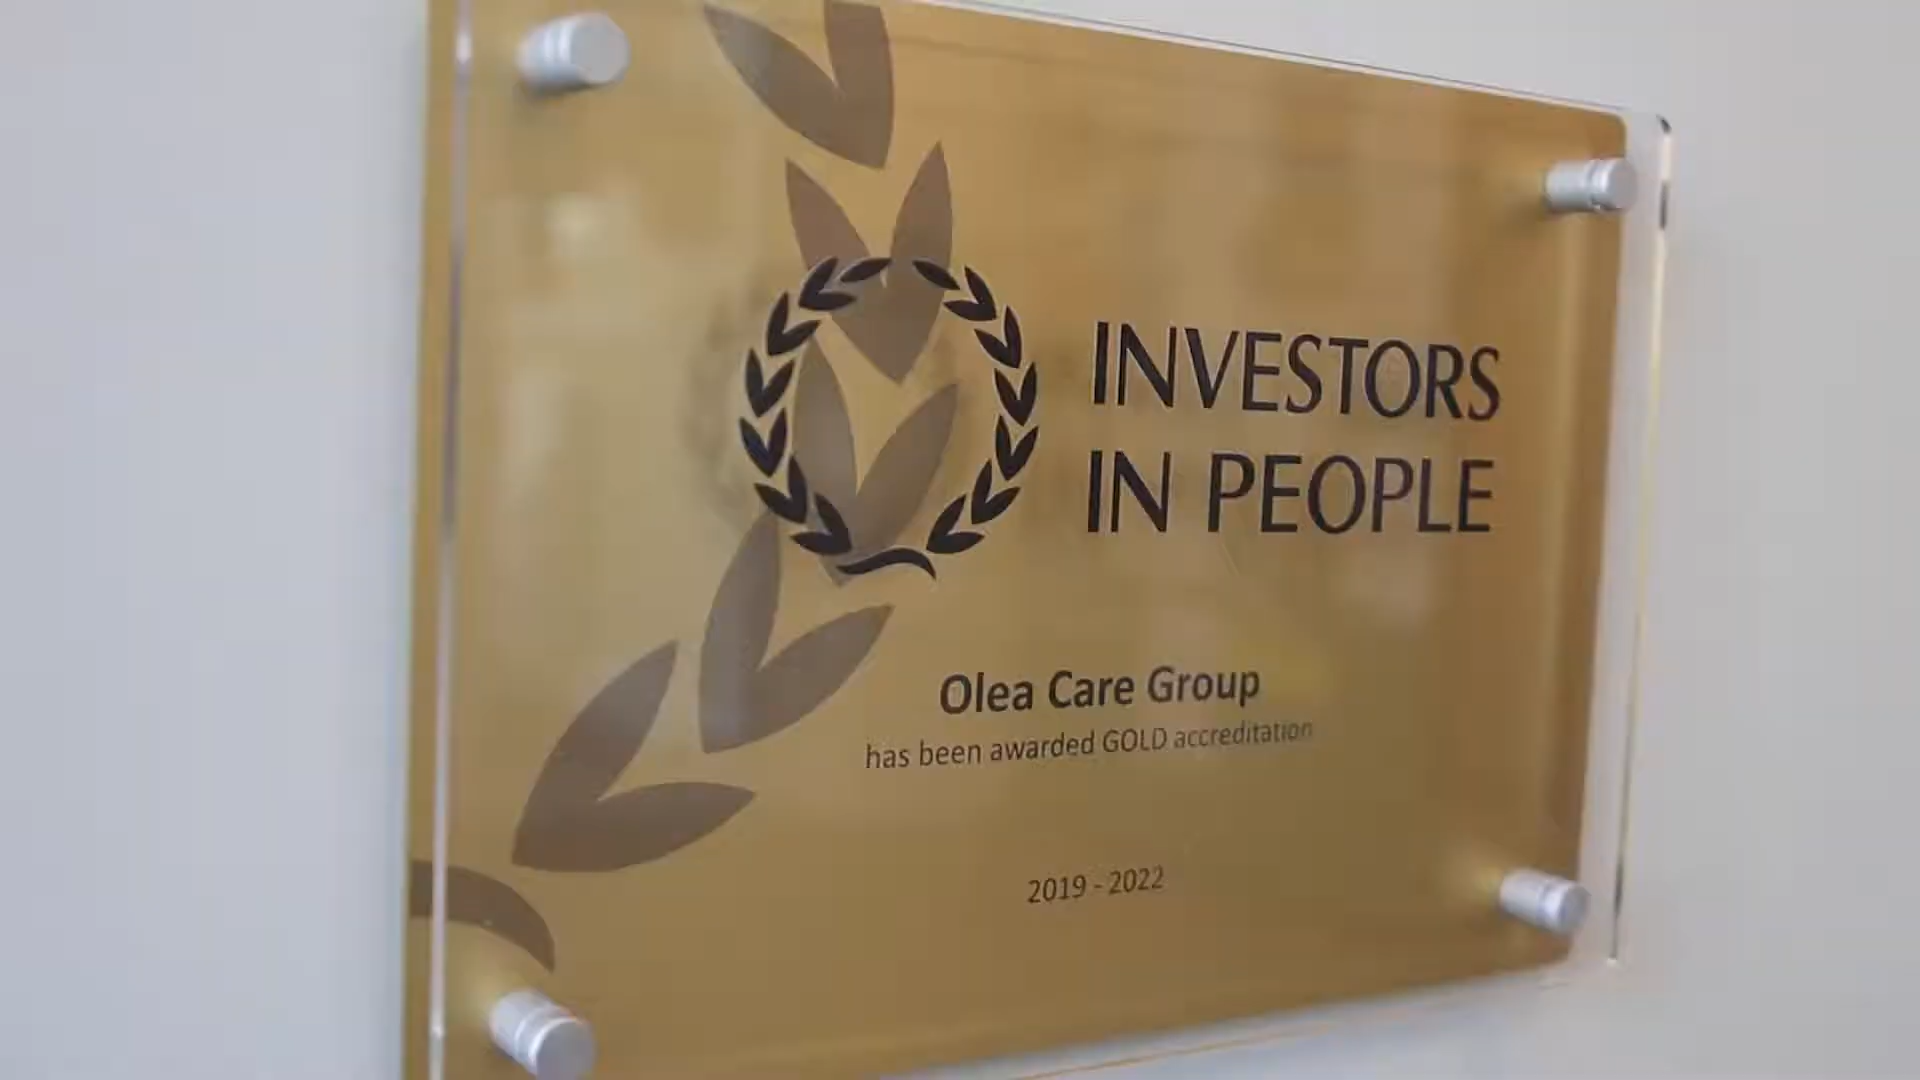 INVESTORS
IN PEOPLE
Olea Care Group
has been awarded GOLD accreditation
2019 - 2022